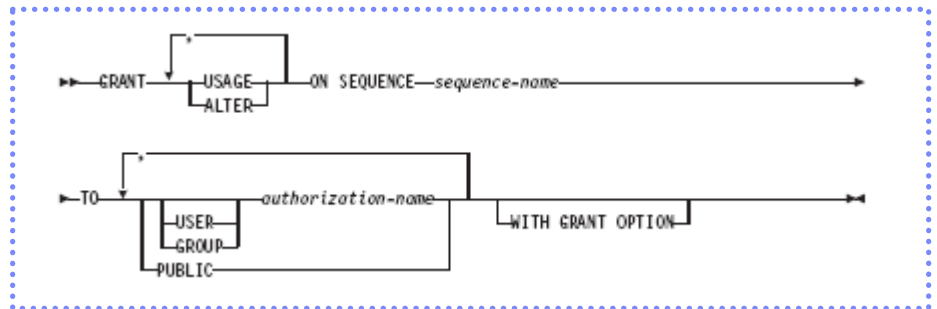 GRANT USAGE ON SEQUENCE sequence-name
ALTER
,
TO authorization-name
USER WITH GRANT OPTION
GROUP
PUBLIC
,